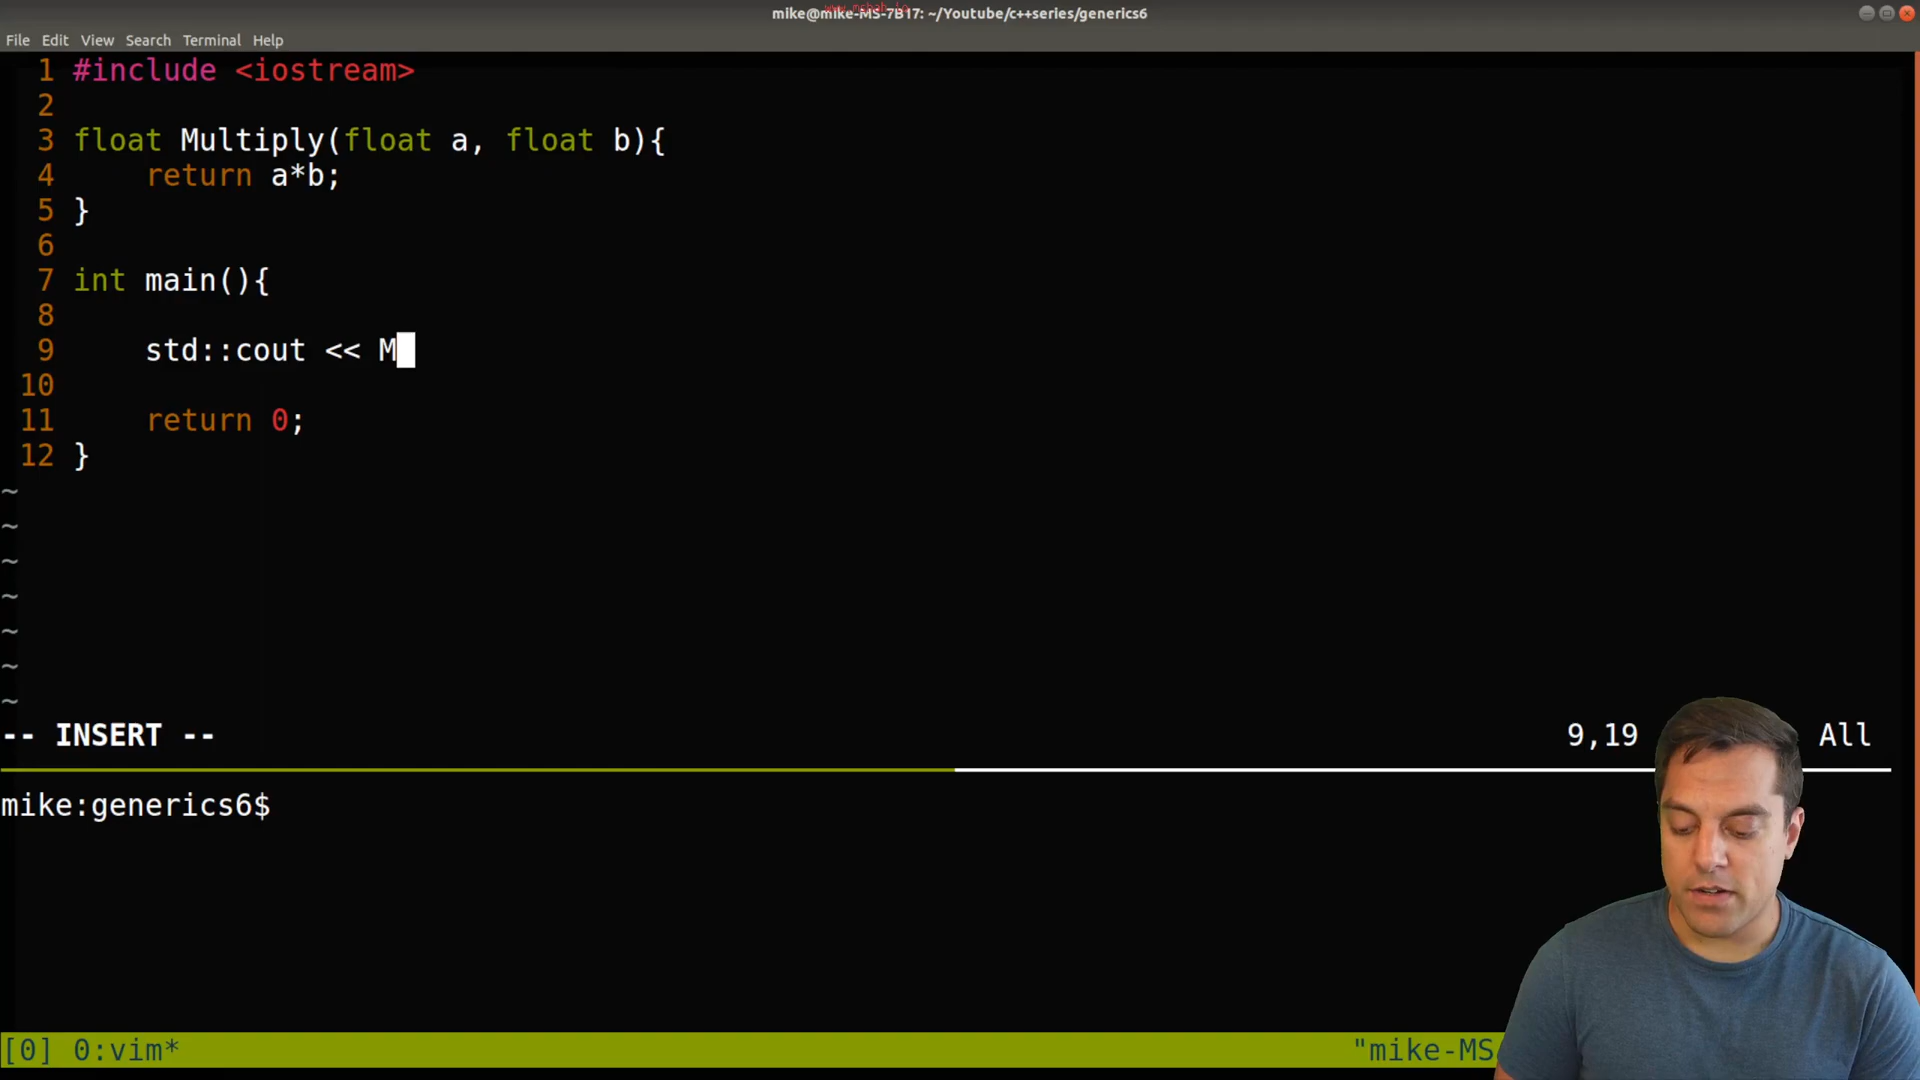 mike@mike-MS-7B17: ~/Youtube/c++series/generics6
File Edit View Search Terminal Help
1 #include <iostream>
2
3 float Multiply(float a, float b){
4 return a*b;
5 }
6
7 int main(){
8
9 std::cout << M
10
11 return 0;
12 }
~
~
~
~
~
~
~
-- INSERT -- 9,19 All
mike:generics6$
[0] 0:vim* "mike-MS